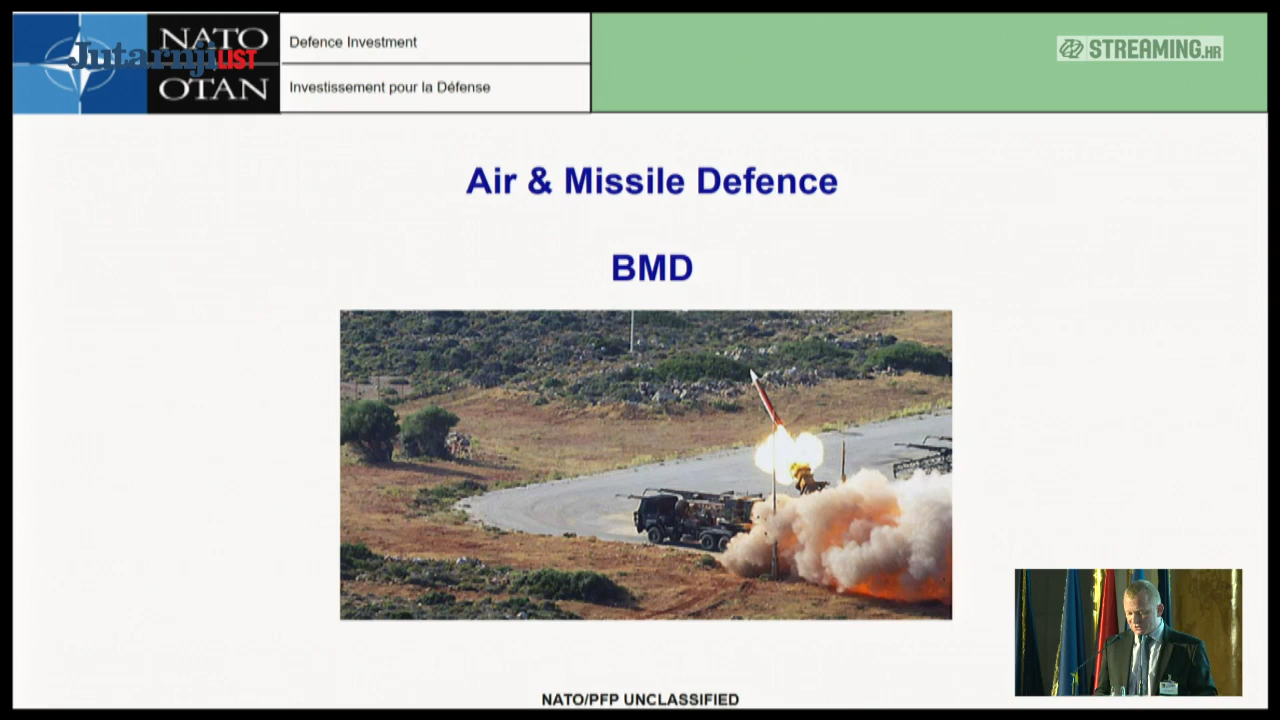 NATO
OTAN
Jutarnji LIST
Defence Investment
Investissement pour la Défense
STREAMING.HR
Air & Missile Defence
BMD
NATO/PFP UNCLASSIFIED